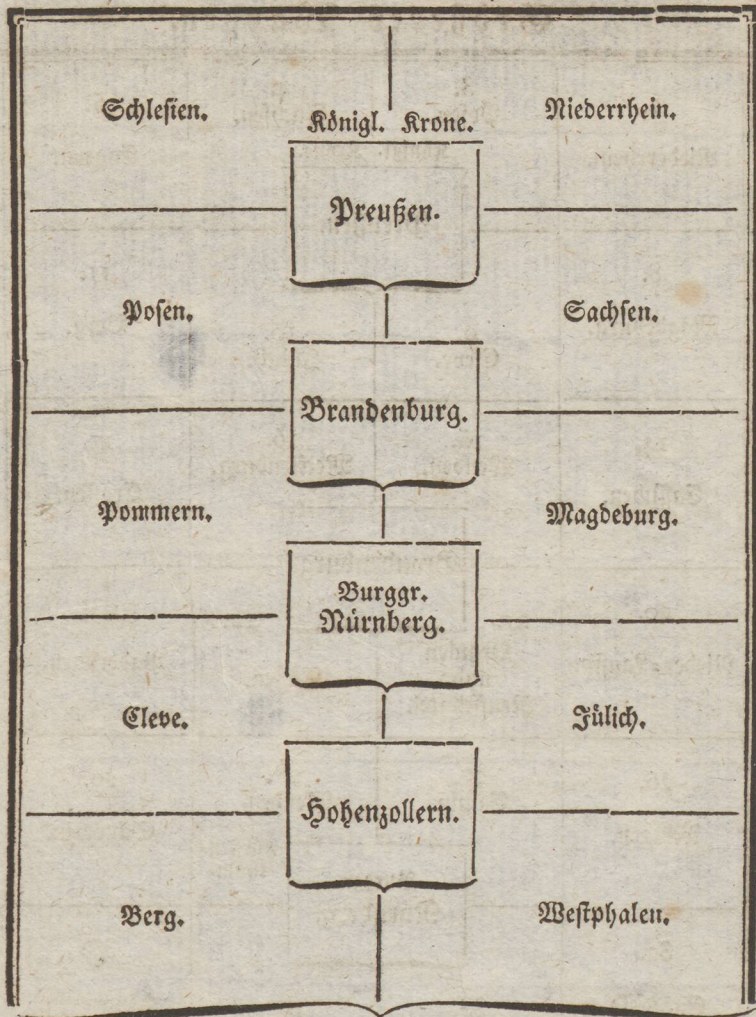 Schlesien.
Königl. Krone.
Niederrhein.
Preußen.
Posen.
Sachsen.
Brandenburg.
Pommern.
Magdeburg.
Burggr.
Nürnberg.
Cleve.
Jülich.
Hohenzollern.
Berg.
Westphalen.